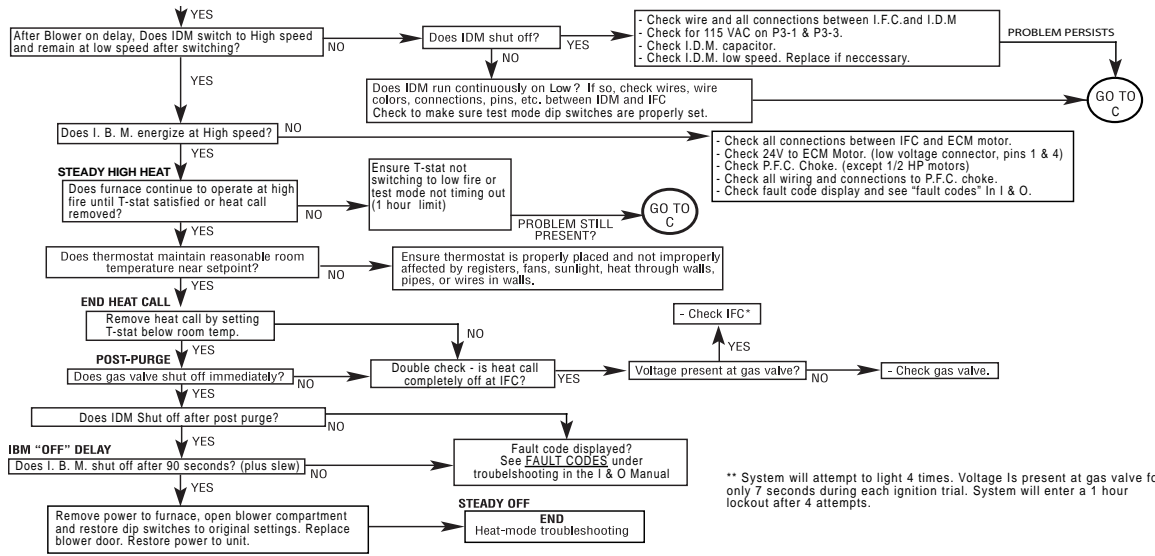 YES
After Blower on delay, Does IDM switch to High speed
and remain at low speed after switching?
NO
Does IDM shut off?
YES
- Check wire and all connections between I.F.C.and I.D.M
- Check for 115 VAC on P3-1 & P3-3.
- Check I.D.M. capacitor.
- Check I.D.M. low speed. Replace if neccessary.
PROBLEM PERSISTS
NO
YES
Does IDM run continuously on Low? If so, check wires, wire
colors, connections, pins, etc. between IDM and IFC
Check to make sure test mode dip switches are properly set.
GO TO
C
Does I. B. M. energize at High speed?
NO
- Check all connections between IFC and ECM motor.
- Check 24V to ECM Motor. (low voltage connector, pins 1 & 4)
- Check P.F.C. Choke. (except 1/2 HP motors)
- Check all wiring and connections to P.F.C. choke.
- Check fault code display and see “fault codes” In I & O.
YES
STEADY HIGH HEAT
Does furnace continue to operate at high
fire until T-stat satisfied or heat call
removed?
NO
Ensure T-stat not
switching to low fire or
test mode not timing out
(1 hour limit)
PROBLEM STILL
PRESENT?
GO TO
C
YES
Does thermostat maintain reasonable room
temperature near setpoint?
NO
Ensure thermostat is properly placed and not improperly
affected by registers, fans, sunlight, heat through walls,
pipes, or wires in walls.
YES
END HEAT CALL
Remove heat call by setting
T-stat below room temp.
NO
- Check IFC*
YES
YES
POST-PURGE
Does gas valve shut off immediately?
NO
Double check - is heat call
completely off at IFC?
YES
Voltage present at gas valve?
NO
- Check gas valve.
YES
Does IDM Shut off after post purge?
NO
YES
IBM “OFF” DELAY
Does I. B. M. shut off after 90 seconds? (plus slew)
NO
Fault code displayed?
See FAULT CODES under
troubelshooting in the I & O Manual
YES
** System will attempt to light 4 times. Voltage Is present at gas valve fo
only 7 seconds during each ignition trial. System will enter a 1 hour
lockout after 4 attempts.
Remove power to furnace, open blower compartment
and restore dip switches to original settings. Replace
blower door. Restore power to unit.
STEADY OFF
END
Heat-mode troubleshooting